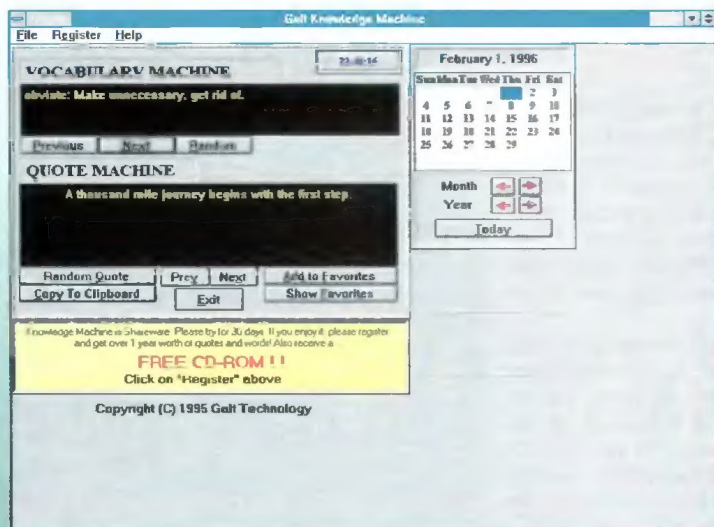 Galt Knowledge Machine
File Register Help
VOCABULARY MACHINE
obviate: Make unnecessary, get rid of.
Previous Next Random
QUOTE MACHINE
A thousand mile journey begins with the first step.
Random Quote Prev Next Add to Favorites
Copy To Clipboard Exit Show Favorites
Knowledge Machine is Shareware. Please try for 30 days. If you enjoy it, please register
and get over 1 year worth of quotes and words! Also receive a
FREE CD-ROM ! !
Click on "Register" above
Copyright (C) 1995 Galt Technology
February 1, 1996
Sun Mon Tue Wed Thu Fri Sat
2 3
4 5 6 7 8 9 10
11 12 13 14 15 16 17
18 19 20 21 22 23 24
25 26 27 28 29
Month
Year
Today